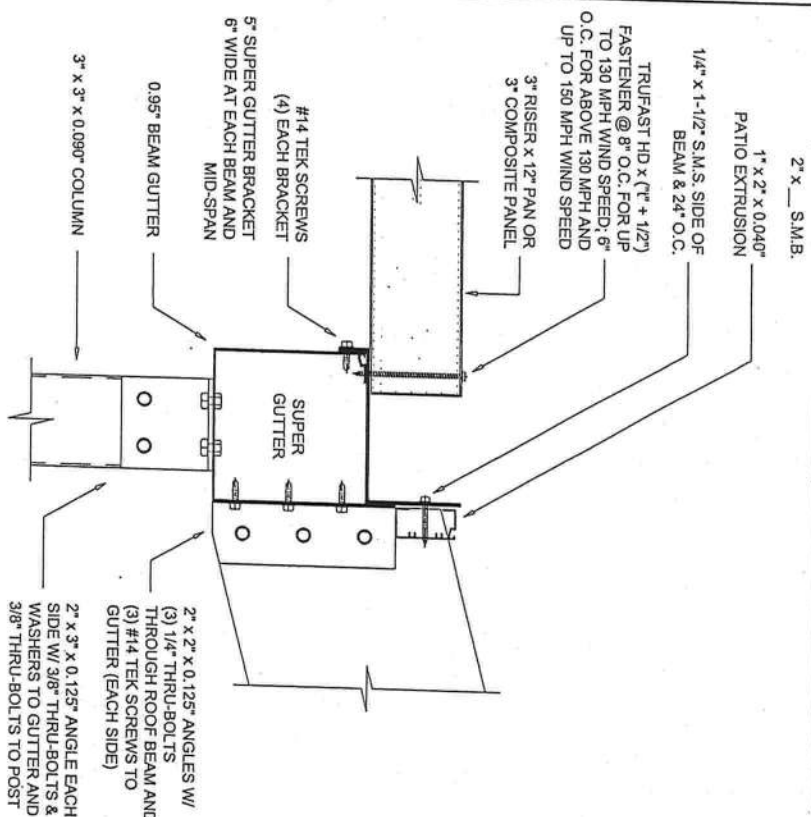 2" x __ S.M.B.
1" x 2" x 0.040"
PATIO EXTRUSION
1/4" x 1-1/2" S.M.S. SIDE OF
BEAM & 24" O.C.
TRUFAST HD x ("t" + 1/2")
FASTENER @ 8" O.C. FOR UP
TO 130 MPH WIND SPEED; 6"
O.C. FOR ABOVE 130 MPH AND
UP TO 150 MPH WIND SPEED
3" RISER x 12" PAN OR
3" COMPOSITE PANEL
#14 TEK SCREWS
(4) EACH BRACKET
5" SUPER GUTTER BRACKET
6" WIDE AT EACH BEAM AND
MID-SPAN
0.95" BEAM GUTTER
3" x 3" x 0.090" COLUMN
SUPER
GUTTER
2" x 2" x 0.125" ANGLES W/
(3) 1/4" THRU-BOLTS
THROUGH ROOF BEAM AND
(3) #14 TEK SCREWS TO
GUTTER (EACH SIDE)
2" x 3" x 0.125" ANGLE EACH
SIDE W/ 3/8" THRU-BOLTS &
WASHERS TO GUTTER AND
3/8" THRU-BOLTS TO POST